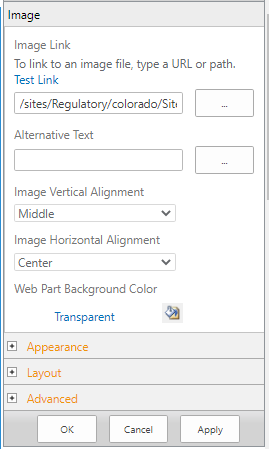 Image
Image Link
To link to an image file, type a URL or path.
Test Link
/sites/Regulatory/colorado/Site
...
Alternative Text
...
Image Vertical Alignment
Middle
Image Horizontal Alignment
Center
Web Part Background Color
Transparent
Appearance
Layout
Advanced
OK
Cancel
Apply